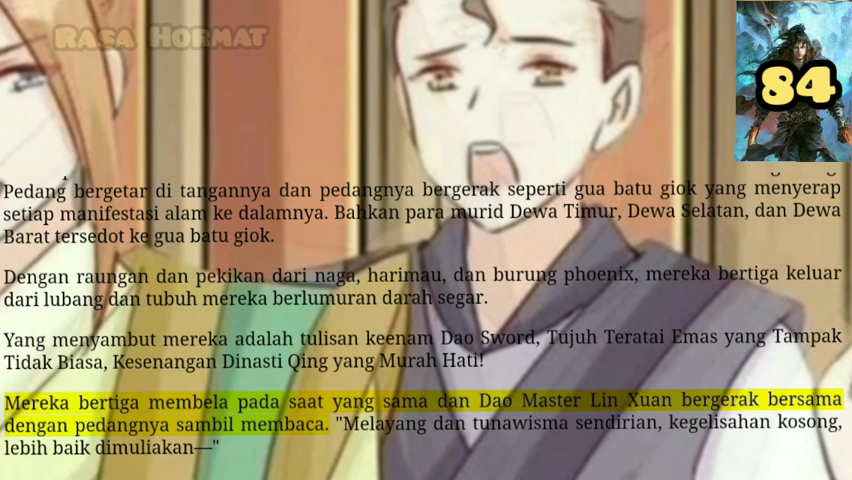 Rasa Hormat
84
Pedang bergetar di tangannya dan pedangnya bergerak seperti gua batu giok yang menyerap
setiap manifestasi alam ke dalamnya. Bahkan para murid Dewa Timur, Dewa Selatan, dan Dewa
Barat tersedot ke gua batu giok.
Dengan raungan dan pekikan dari naga, harimau, dan burung phoenix, mereka bertiga keluar
dari lubang dan tubuh mereka berlumuran darah segar.
Yang menyambut mereka adalah tulisan keenam Dao Sword, Tujuh Teratai Emas yang Tampak
Tidak Biasa, Kesenangan Dinasti Qing yang Murah Hati!
Mereka bertiga membela pada saat yang sama dan Dao Master Lin Xuan bergerak bersama
dengan pedangnya sambil membaca. "Melayang dan tunawisma sendirian, kegelisahan kosong,
lebih baik dimuliakan—"